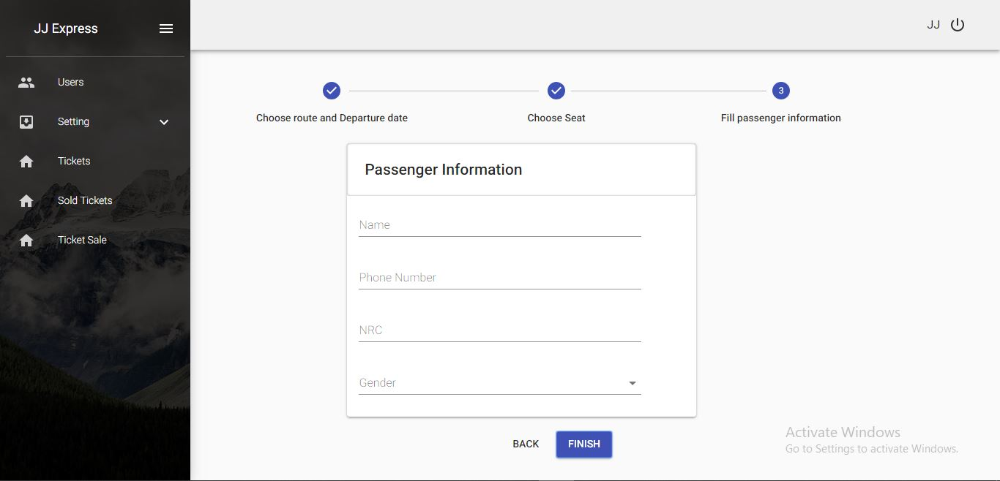 JJ Express
JJ
Users
Setting
Tickets
Sold Tickets
Ticket Sale
3
Choose route and Departure date
Choose Seat
Fill passenger information
Passenger Information
Name
Phone Number
NRC
Gender
BACK
FINISH
Activate Windows
Go to Settings to activate Windows.